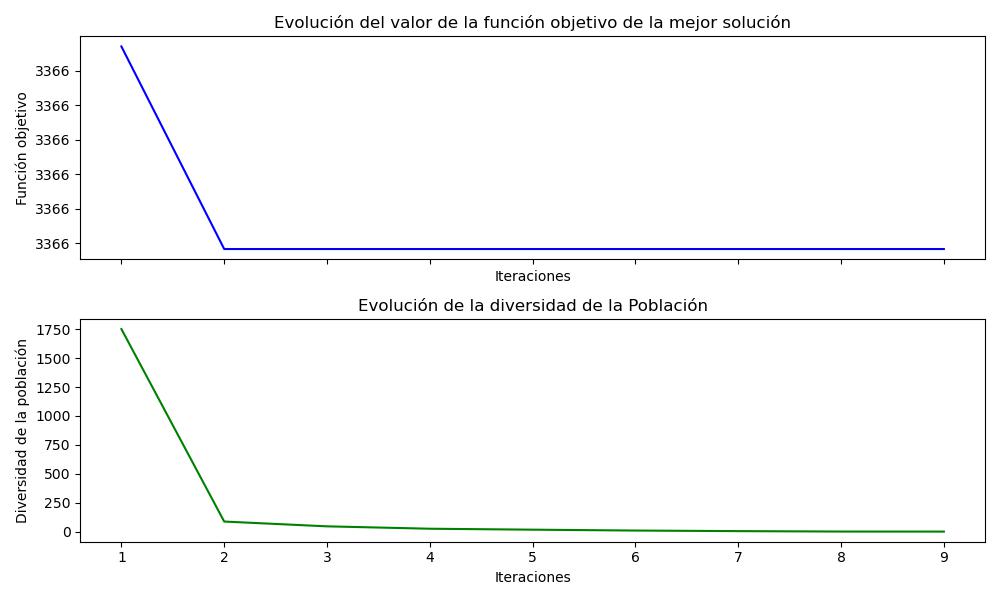 Evolución del valor de la función objetivo de la mejor solución
Función objetivo
3366
3366
3366
3366
3366
3366
Iteraciones
Evolución de la diversidad de la Población
Diversidad de la población
1750
1500
1250
1000
750
500
250
0
1 2 3 4 5 6 7 8 9
Iteraciones